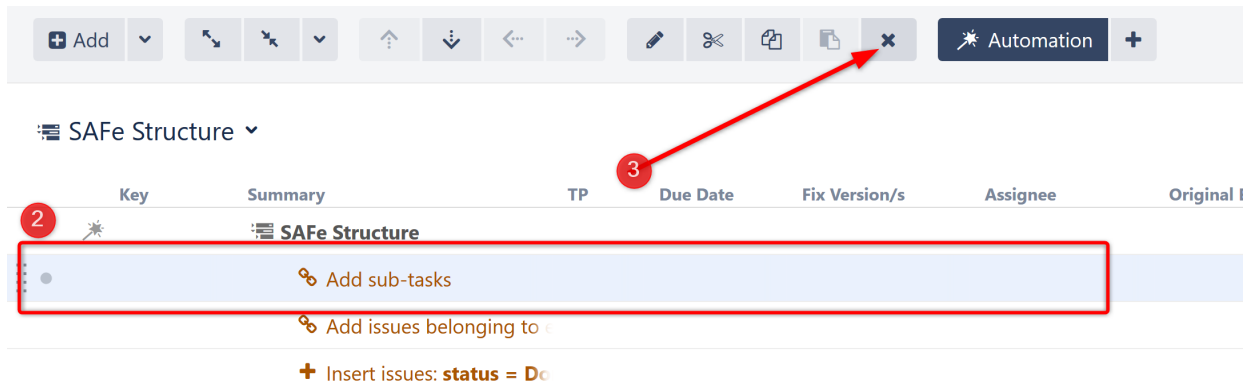 Add
Automation
SAFe Structure
3
Key Summary TP Due Date Fix Version/s Assignee Original
2
SAFe Structure
Add sub-tasks
Add issues belonging to
Insert issues: status = Do